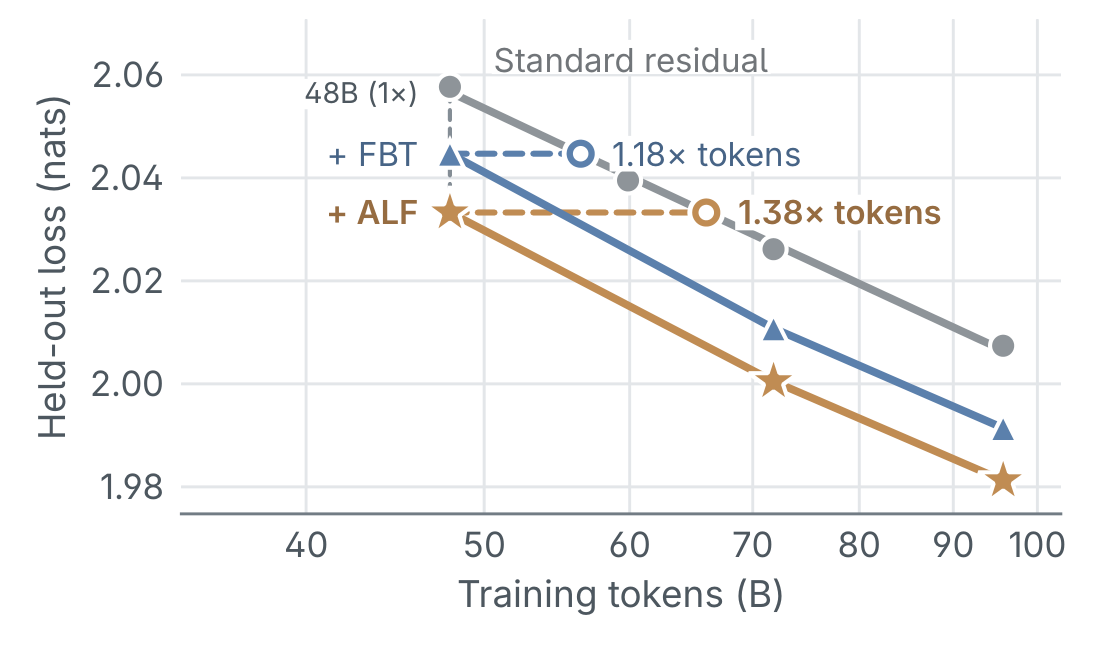 Standard residual
2.06
48B (1×)
+ FBT
1.18× tokens
2.04
+ ALF
1.38× tokens
2.02
2.00
1.98
Held-out loss (nats)
40 50 60 70 80 90 100
Training tokens (B)